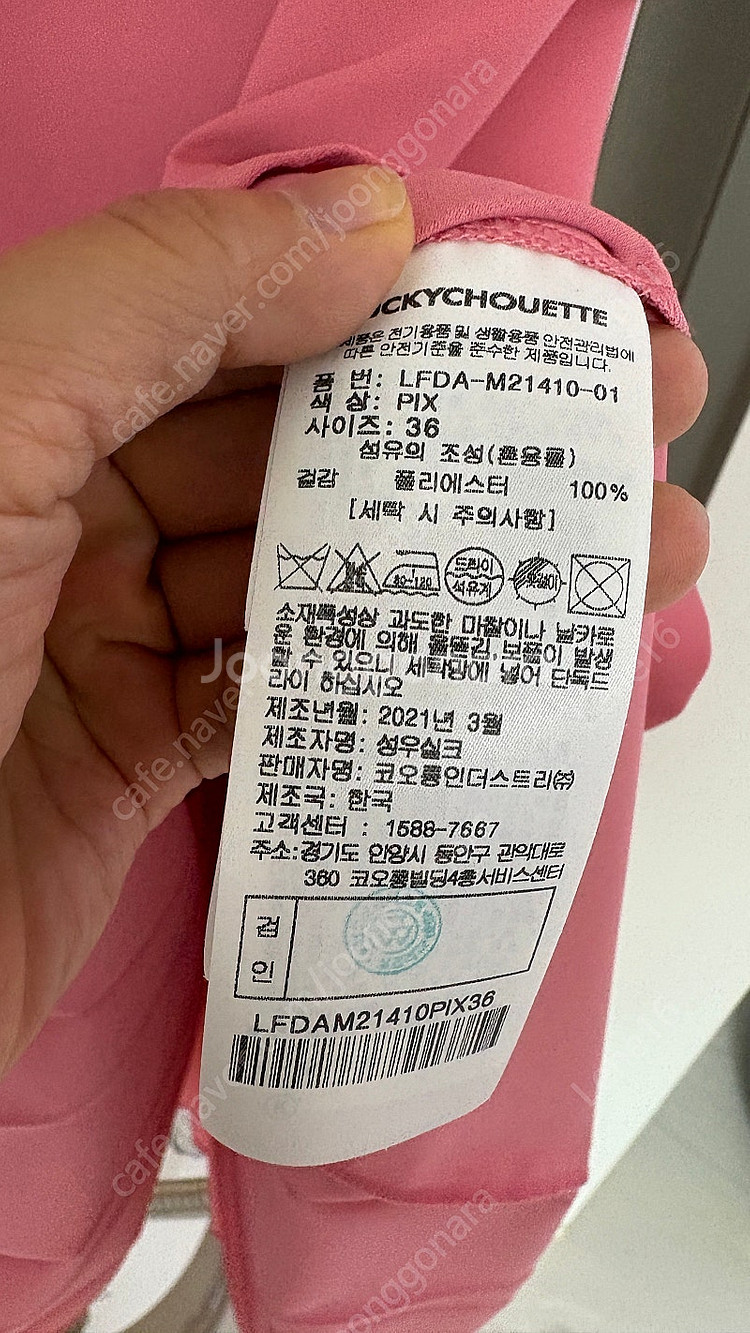 CKYCHOUETTE
제품은 전기용품 및 생활용품 안전관리법에
따른 안전기준을 준수한 제품입니다.
품 번: LFDA-M21410-01
색 상: PIX
사이즈: 36
섬유의 조성(혼용률)
겉감 폴리에스터 100%
[세탁 시 주의사항]
80~120 드라이 석유계
소재특성상 과도한 마찰이나 날카로
운 환경에 의해 올뜯김,보풀이 발생
할 수 있으니 세탁망에 넣어 단독드
라이 하십시오
제조년월: 2021년 3월
제조자명: 성우실크
판매자명: 코오롱인더스트리㈜
제조국: 한국
고객센터 : 1588-7667
주소:경기도 안양시 동안구 관악대로
360 코오롱빌딩4층서비스센터
검
인
LFDAM21410PIX36
cafe.naver.com/joonggonara